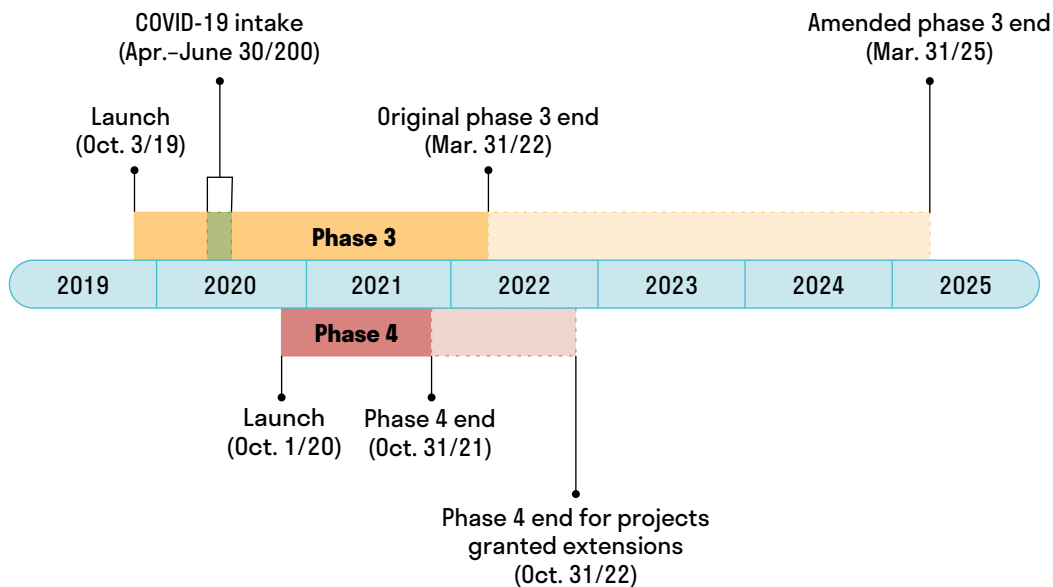 COVID-19 intake
(Apr.–June 30/200)
Amended phase 3 end
(Mar. 31/25)
Launch
(Oct. 3/19)
Original phase 3 end
(Mar. 31/22)
Phase 3
2019
2020
2021
2022
2023
2024
2025
Phase 4
Launch
(Oct. 1/20)
Phase 4 end
(Oct. 31/21)
Phase 4 end for projects
granted extensions
(Oct. 31/22)